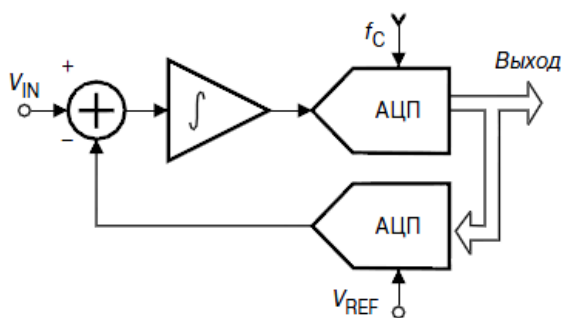 f_C
Выход
V_IN
+
+
∫
АЦП
−
АЦП
V_REF